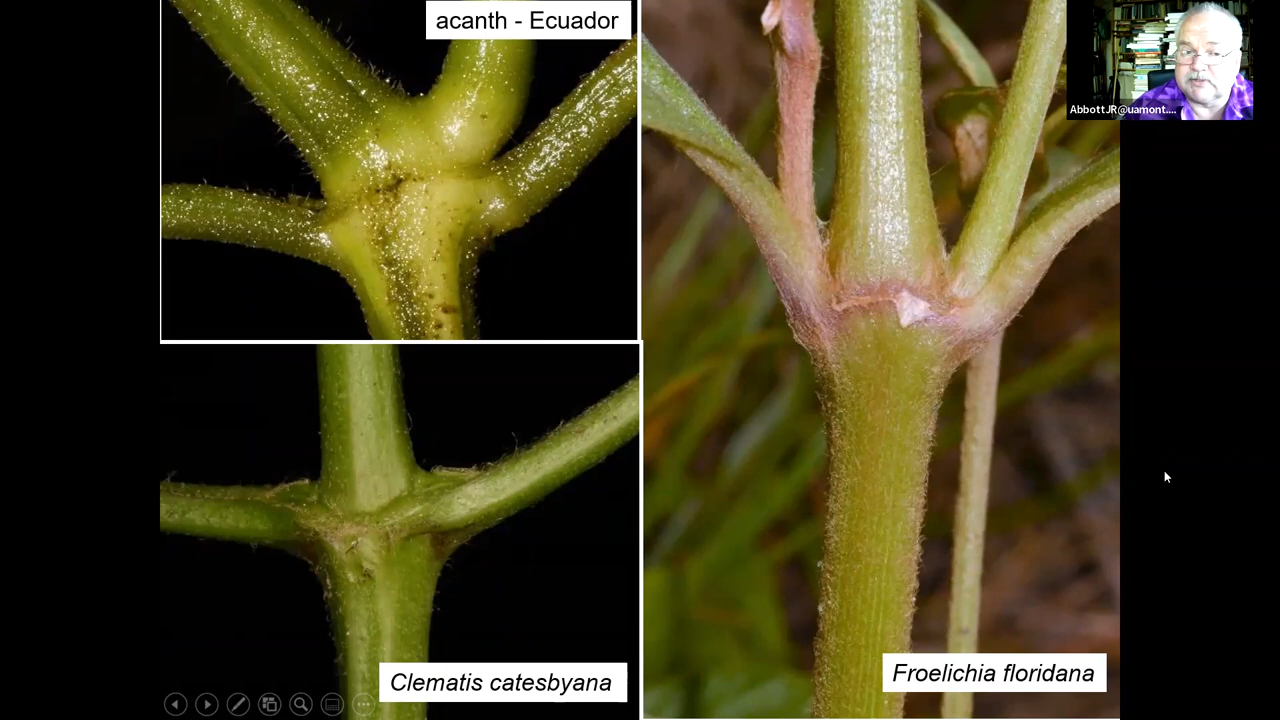 acanth - Ecuador
AbbottJR@uamont....
Clematis catesbyana
Froelichia floridana